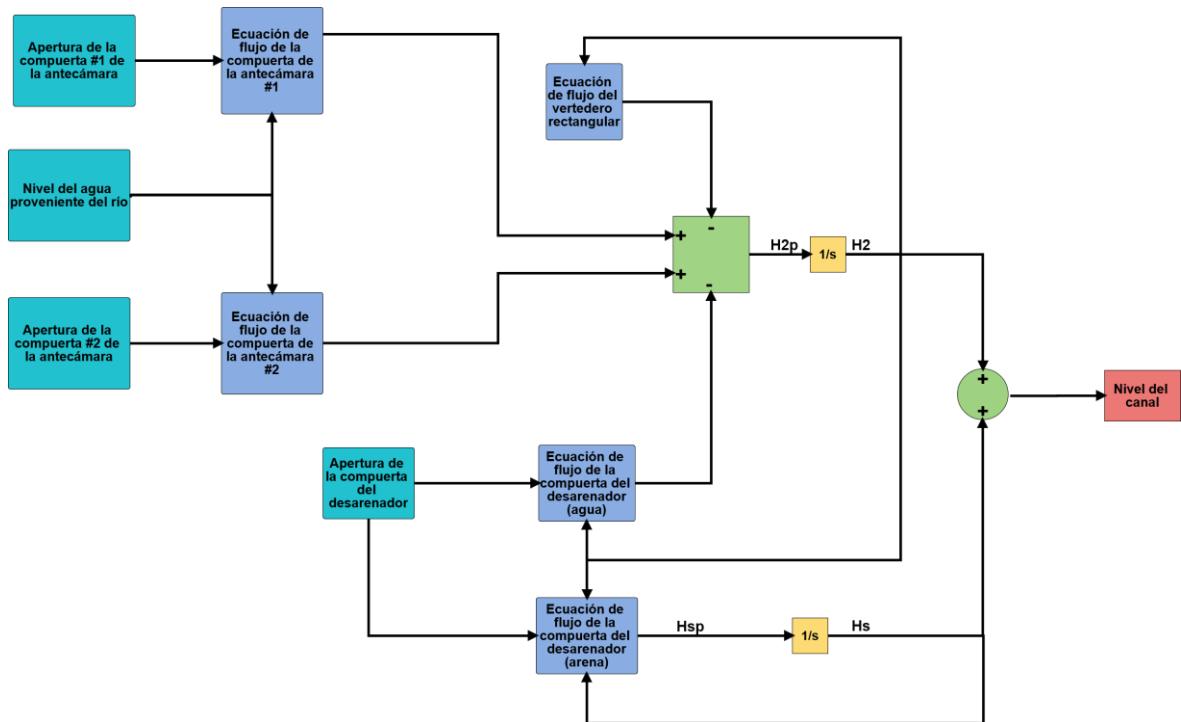 Apertura de la
compuerta #1 de
la antecámara
Ecuación de
flujo de la
compuerta de
la antecámara
#1
Ecuación
de flujo del
vertedero
rectangular
Nivel del agua
proveniente del río
-
+
+
-
H2p
1/s
H2
Apertura de la
compuerta #2 de
la antecámara
Ecuación de
flujo de la
compuerta de
la antecámara
#2
+
+
Nivel del
canal
Apertura de
la compuerta
del
desarenador
Ecuación de
flujo de la
compuerta del
desarenador
(agua)
Ecuación de
flujo de la
compuerta del
desarenador
(arena)
Hsp
1/s
Hs